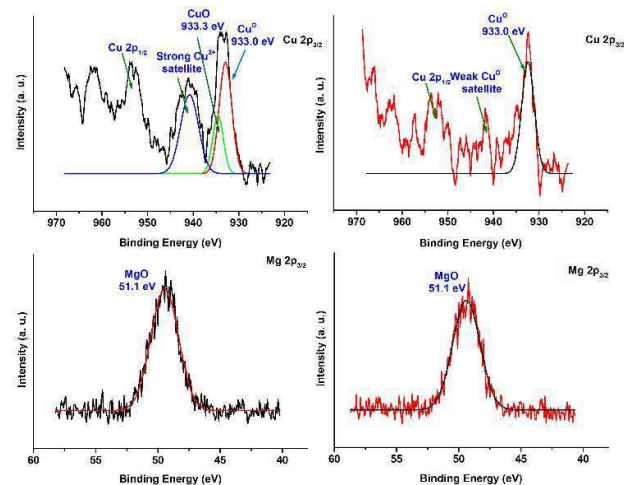 CuO
933.3 eV
Cu⁰
933.0 eV
Cu 2p3/2
Cu 2p1/2
Strong Cu²⁺
satellite
Intensity (a. u.)
970 960 950 940 930 920
Binding Energy (eV)
Cu⁰
933.0 eV
Cu 2p3/2
Cu 2p1/2 Weak Cu⁰
satellite
Intensity (a. u.)
970 960 950 940 930 920
Binding Energy (eV)
Mg 2p3/2
MgO
51.1 eV
Intensity (a. u.)
60 55 50 45 40
Binding Energy (eV)
Mg 2p3/2
MgO
51.1 eV
Intensity (a. u.)
60 55 50 45 40
Binding Energy (eV)